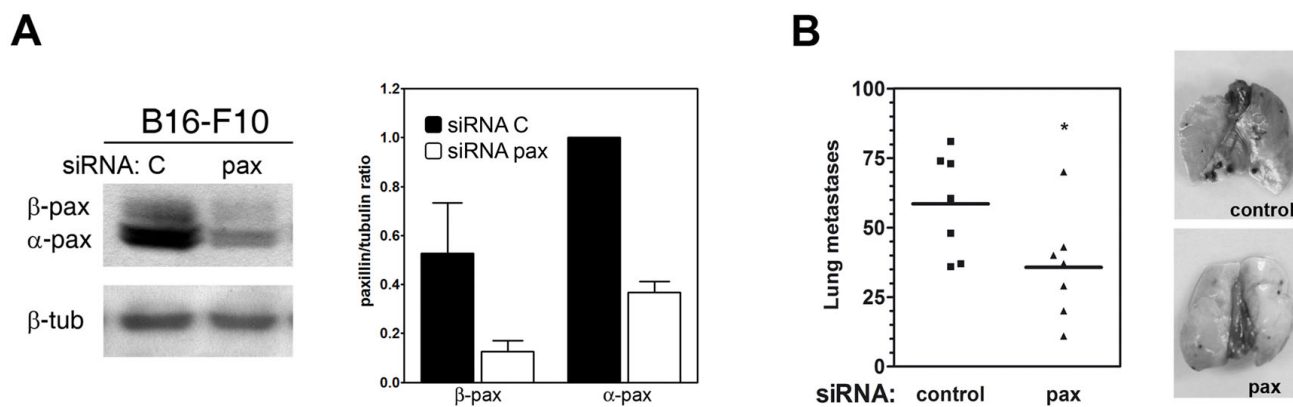 A
B16-F10
siRNA: C pax
β-pax
α-pax
β-tub
paxillin/tubulin ratio
1.2
1.0
0.8
0.6
0.4
0.2
0.0
siRNA C
siRNA pax
β-pax
α-pax
B
Lung metastases
100
75
50
25
0
*
siRNA: control pax
control
pax